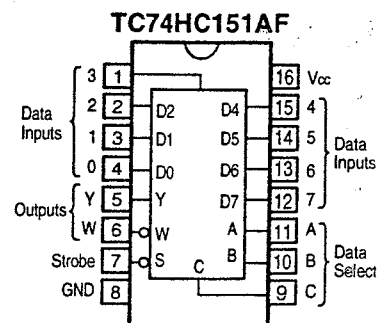 TC74HC151AF
3 1 16 Vcc
2 2 D2 D4 15 4
Data Inputs
1 3 D1 D5 14 5
Data Inputs
0 4 D0 D6 13 6
Y 5 Y D7 12 7
Outputs
W 6 W A 11 A
Strobe 7 S B 10 B
Data Select
GND 8 C 9 C